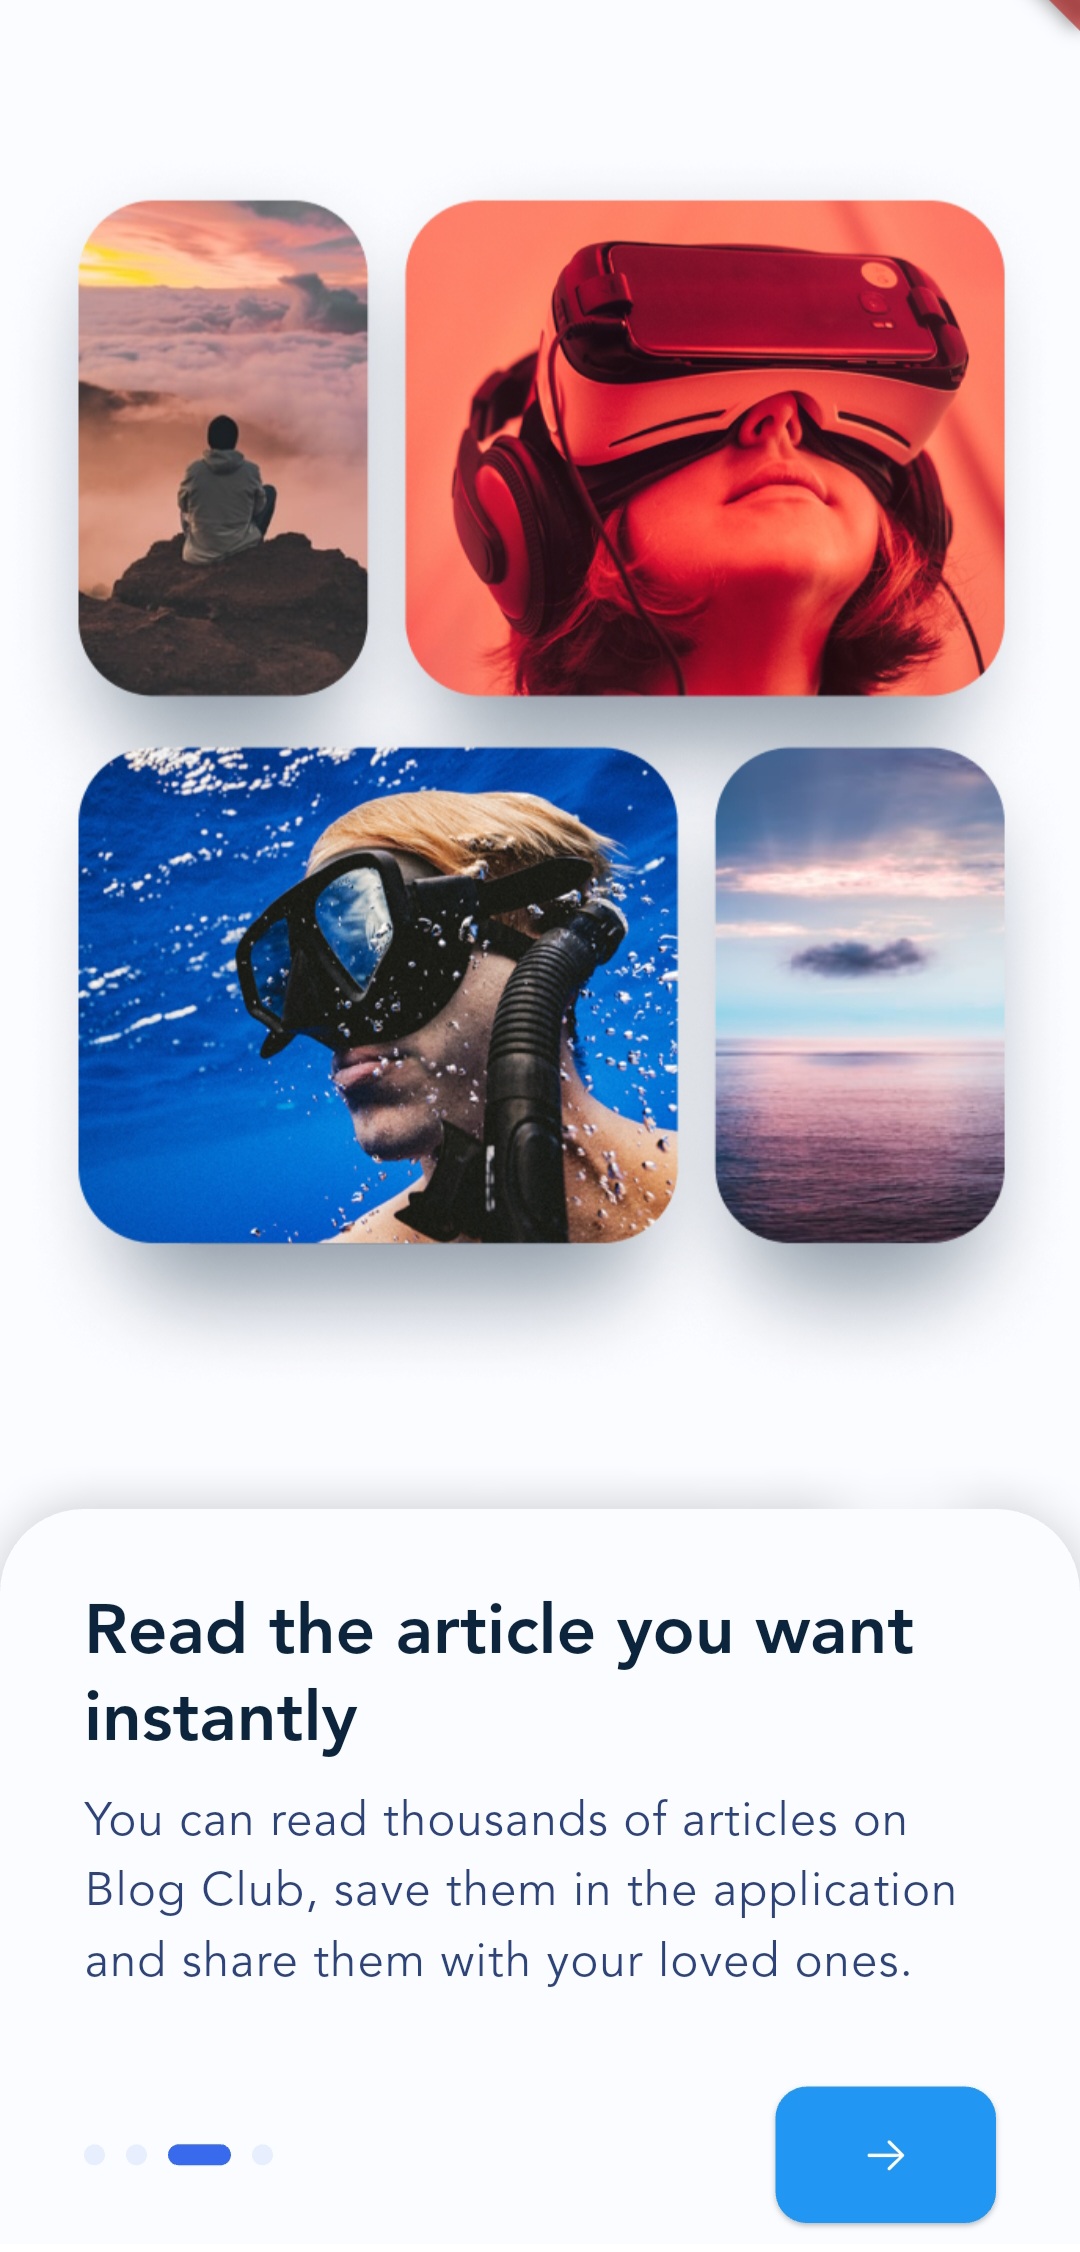 Read the article you want
instantly
You can read thousands of articles on
Blog Club, save them in the application
and share them with your loved ones.